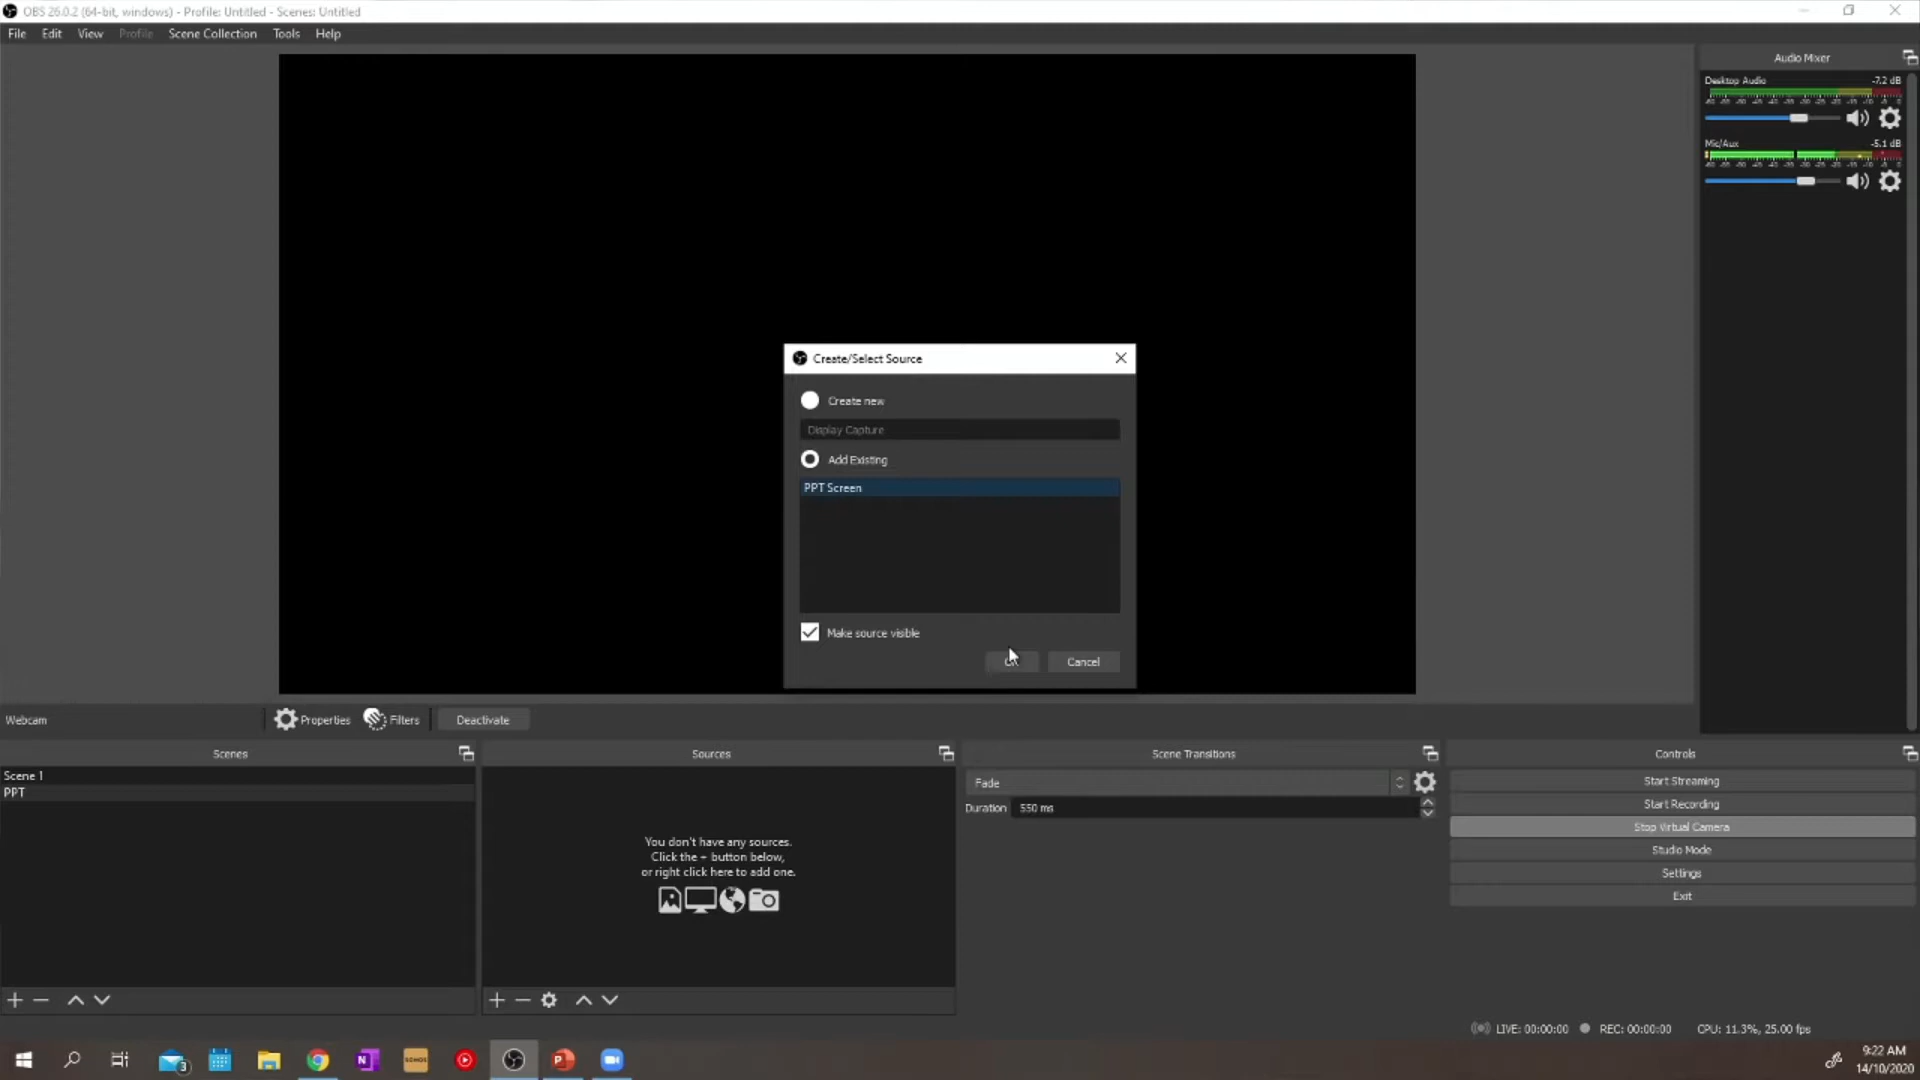 OBS 26.0.2 (64-bit, windows) - Profile: Untitled - Scenes: Untitled
File Edit View Profile Scene Collection Tools Help
Audio Mixer
Desktop Audio -7.2 dB
Mic/Aux -5.1 dB
Create/Select Source
Create new
Display Capture
Add Existing
PPT Screen
Make source visible
Cancel
Webcam Properties Filters Deactivate
Scenes
Scene 1
PPT
Sources
You don't have any sources.
Click the + button below,
or right click here to add one.
Scene Transitions
Fade
Duration 550 ms
Controls
Start Streaming
Start Recording
Stop Virtual Camera
Studio Mode
Settings
Exit
LIVE: 00:00:00 REC: 00:00:00 CPU: 11.3%, 25.00 fps
3 N SONOS P
9:22 AM
14/10/2020